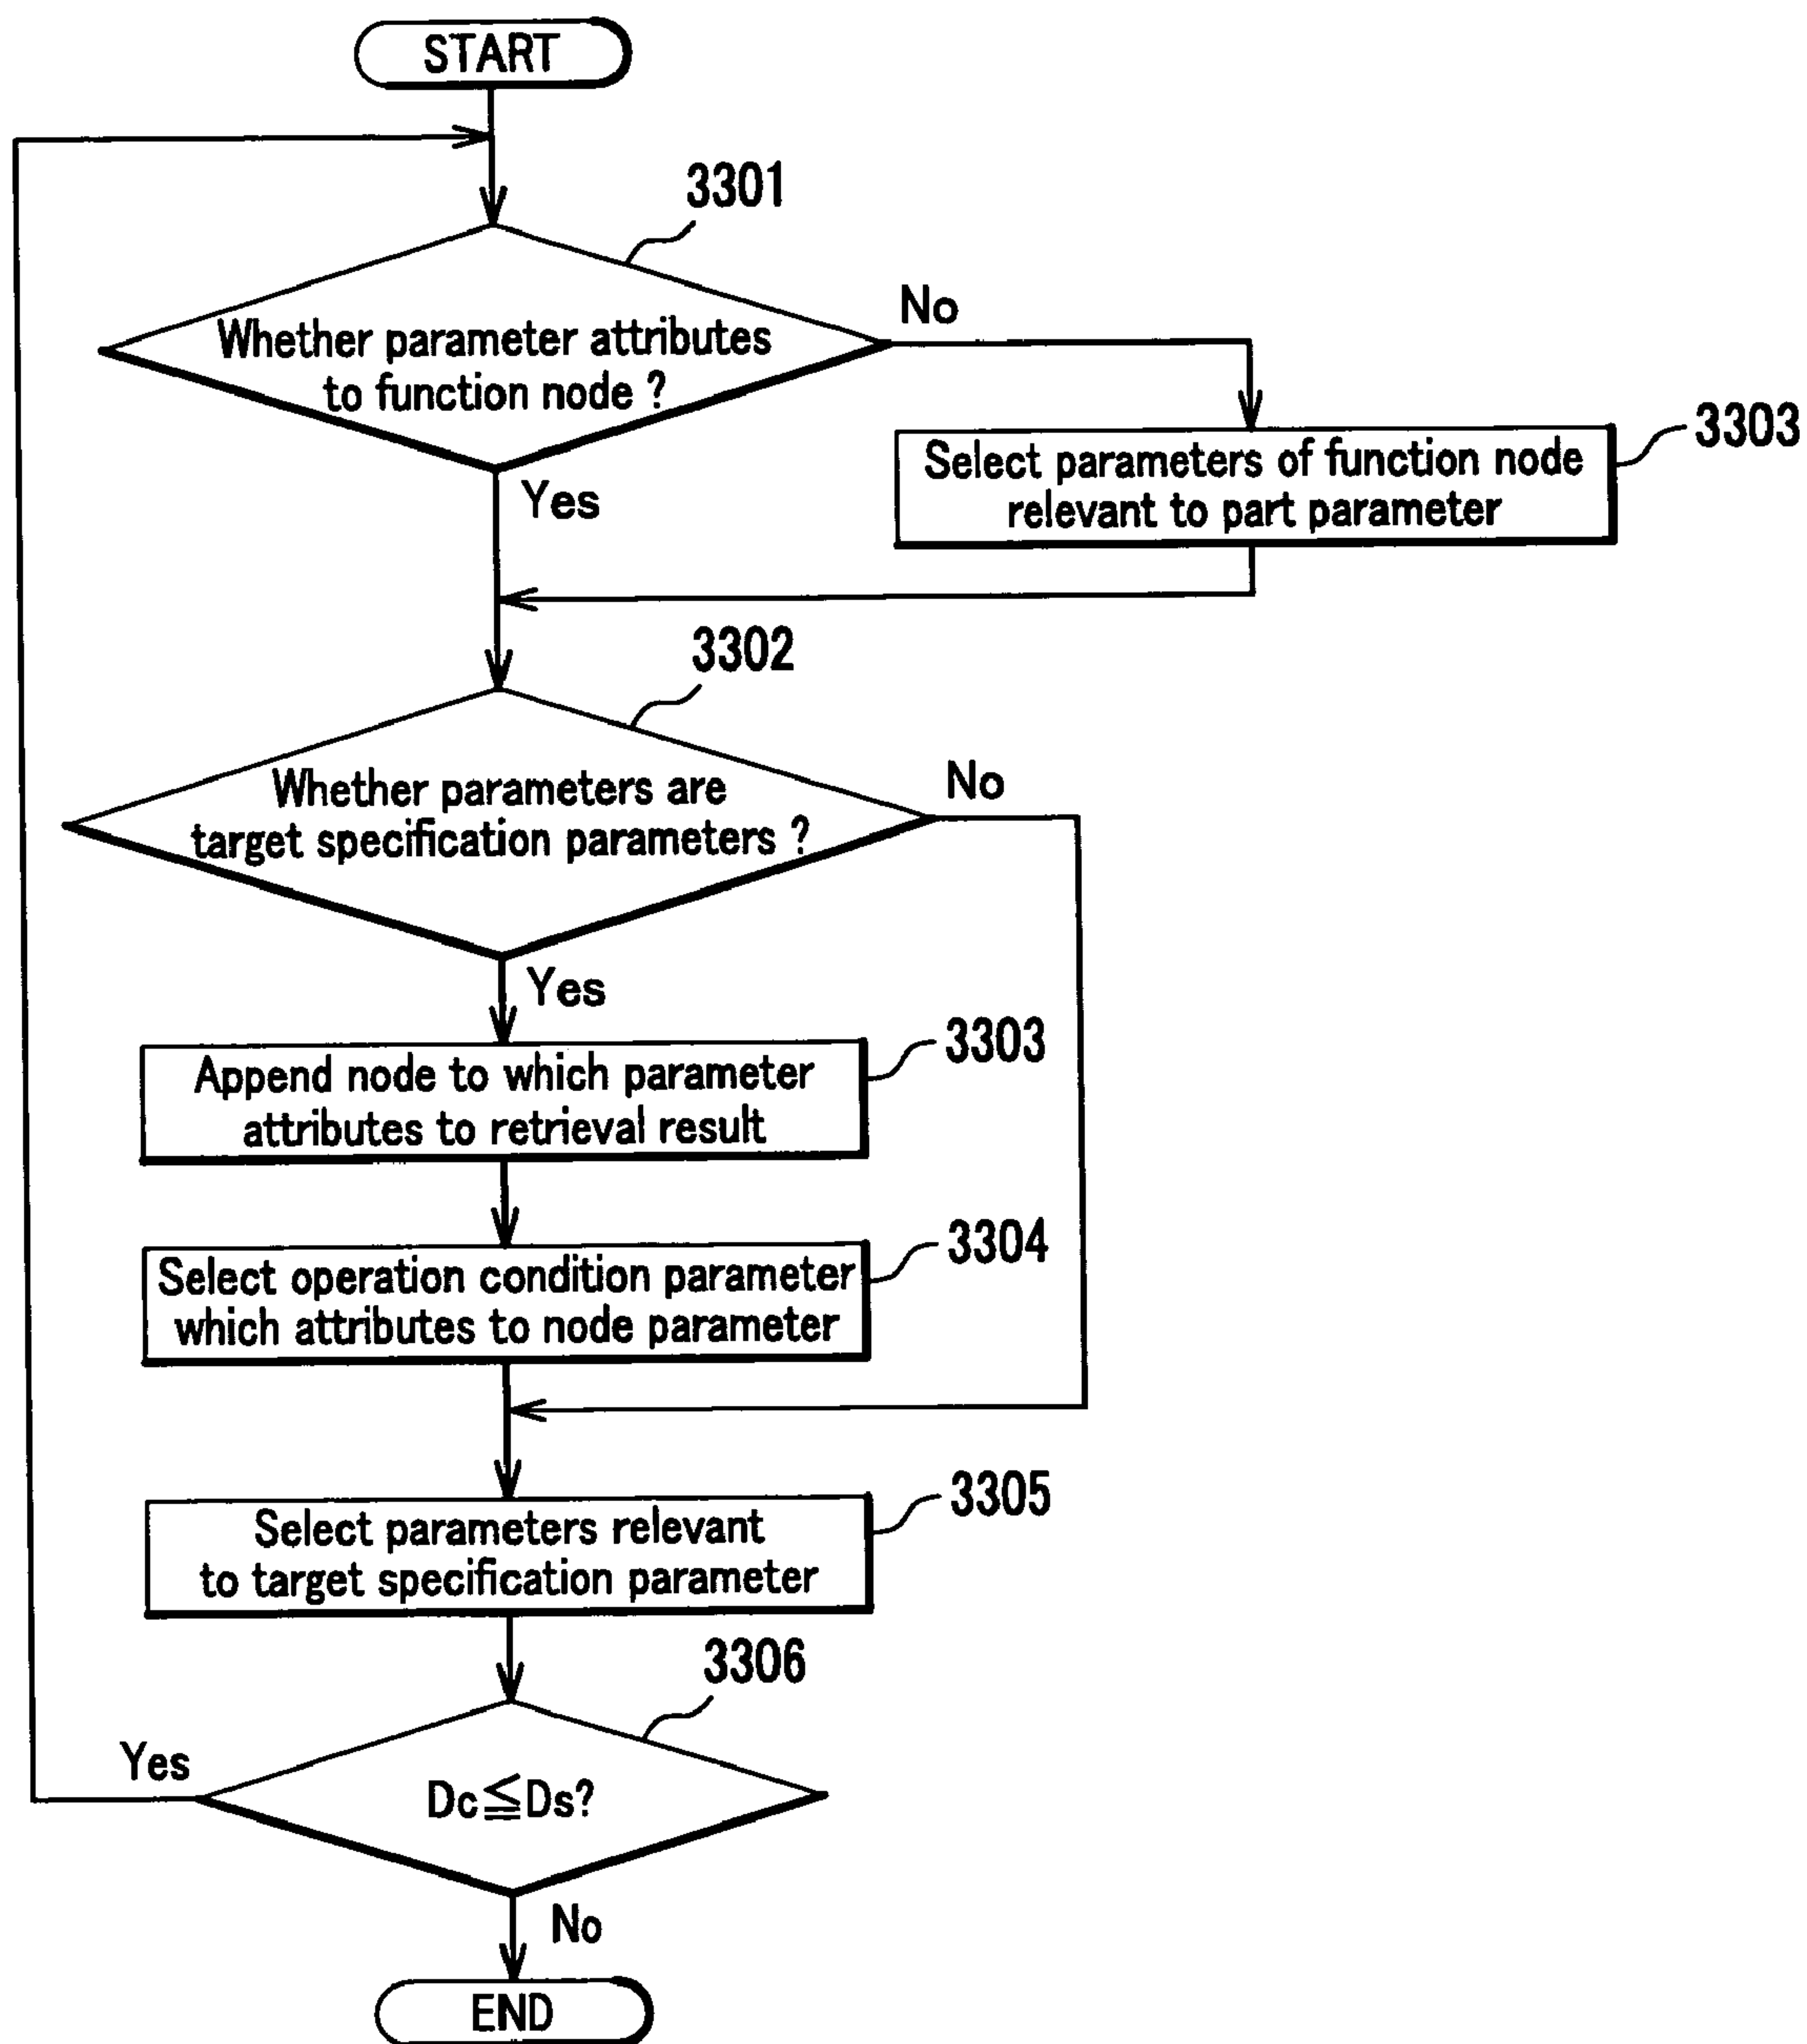 START
3301
Whether parameter attributes
to function node ?
No
Yes
3303
Select parameters of function node
relevant to part parameter
3302
Whether parameters are
target specification parameters ?
No
Yes
3303
Append node to which parameter
attributes to retrieval result
3304
Select operation condition parameter
which attributes to node parameter
3305
Select parameters relevant
to target specification parameter
3306
Yes
Dc≦Ds?
No
END